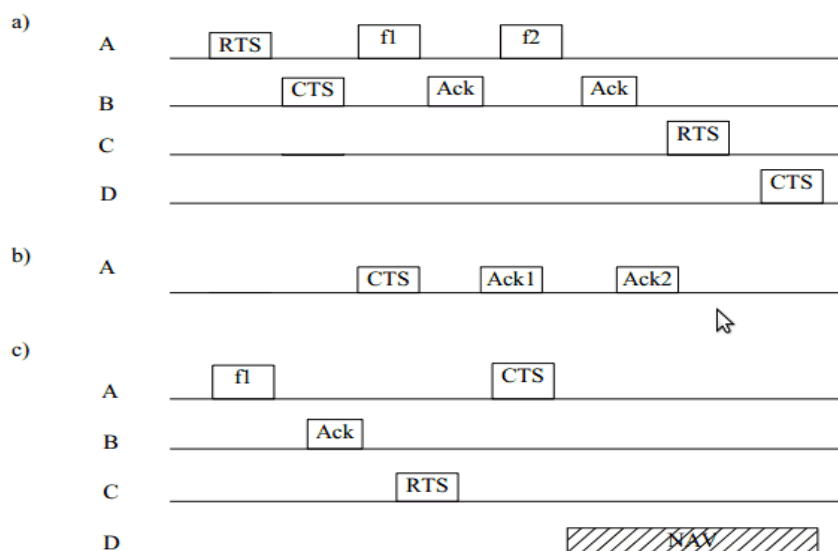 a)
A RTS f1 f2
B CTS Ack Ack
C RTS
D CTS
b)
A CTS Ack1 Ack2
c)
A f1 CTS
B Ack
C RTS
D NAV